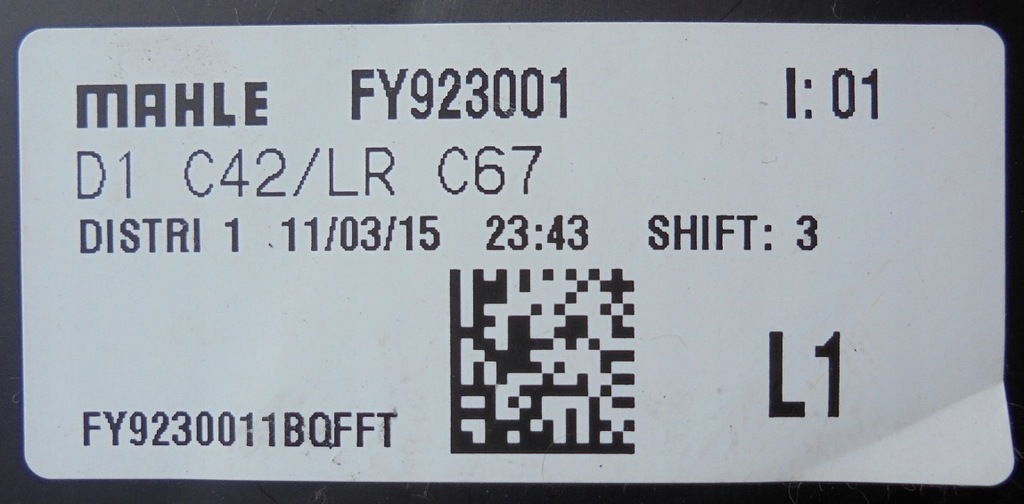 MAHLE FY923001 I: 01
D1 C42/LR C67
DISTRI 1 11/03/15 23:43 SHIFT: 3
L1
FY9230011BQFFT